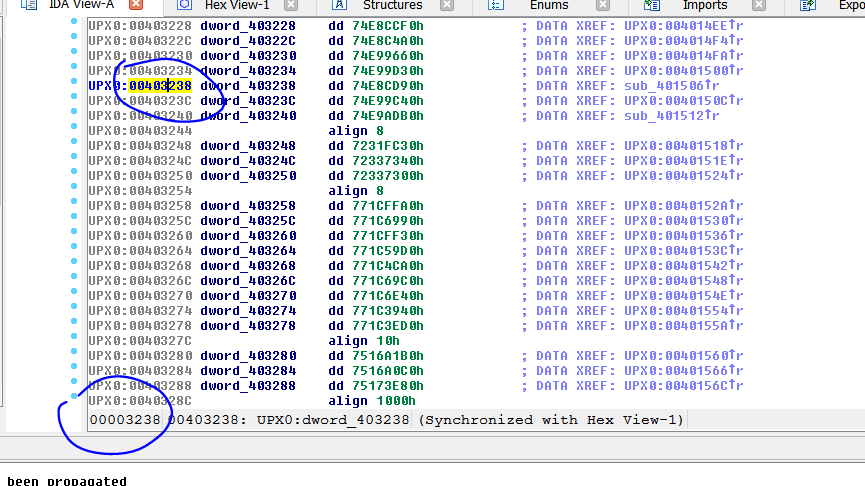 IDA View-A Hex View-1 Structures Enums Imports Expo
UPX0:00403228 dword_403228 dd 74E8CCF0h ; DATA XREF: UPX0:004014EE↑r
UPX0:0040322C dword_40322C dd 74E8C4A0h ; DATA XREF: UPX0:004014F4↑r
UPX0:00403230 dword_403230 dd 74E99660h ; DATA XREF: UPX0:004014FA↑r
UPX0:00403234 dword_403234 dd 74E99D30h ; DATA XREF: UPX0:00401500↑r
UPX0:00403238 dword_403238 dd 74E8CD90h ; DATA XREF: sub_401506↑r
UPX0:0040323C dword_40323C dd 74E99C40h ; DATA XREF: UPX0:0040150C↑r
UPX0:00403240 dword_403240 dd 74E9ADB0h ; DATA XREF: sub_401512↑r
UPX0:00403244 align 8
UPX0:00403248 dword_403248 dd 7231FC30h ; DATA XREF: UPX0:00401518↑r
UPX0:0040324C dword_40324C dd 72337340h ; DATA XREF: UPX0:0040151E↑r
UPX0:00403250 dword_403250 dd 72337300h ; DATA XREF: UPX0:00401524↑r
UPX0:00403254 align 8
UPX0:00403258 dword_403258 dd 771CFFA0h ; DATA XREF: UPX0:0040152A↑r
UPX0:0040325C dword_40325C dd 771C6990h ; DATA XREF: UPX0:00401530↑r
UPX0:00403260 dword_403260 dd 771CFF30h ; DATA XREF: UPX0:00401536↑r
UPX0:00403264 dword_403264 dd 771C59D0h ; DATA XREF: UPX0:0040153C↑r
UPX0:00403268 dword_403268 dd 771C4CA0h ; DATA XREF: UPX0:00401542↑r
UPX0:0040326C dword_40326C dd 771C69C0h ; DATA XREF: UPX0:00401548↑r
UPX0:00403270 dword_403270 dd 771C6E40h ; DATA XREF: UPX0:0040154E↑r
UPX0:00403274 dword_403274 dd 771C3940h ; DATA XREF: UPX0:00401554↑r
UPX0:00403278 dword_403278 dd 771C3ED0h ; DATA XREF: UPX0:0040155A↑r
UPX0:0040327C align 10h
UPX0:00403280 dword_403280 dd 7516A1B0h ; DATA XREF: UPX0:00401560↑r
UPX0:00403284 dword_403284 dd 7516A0C0h ; DATA XREF: UPX0:00401566↑r
UPX0:00403288 dword_403288 dd 75173E80h ; DATA XREF: UPX0:0040156C↑r
UPX0:0040328C align 1000h
00003238 00403238: UPX0:dword_403238 (Synchronized with Hex View-1)
been propagated